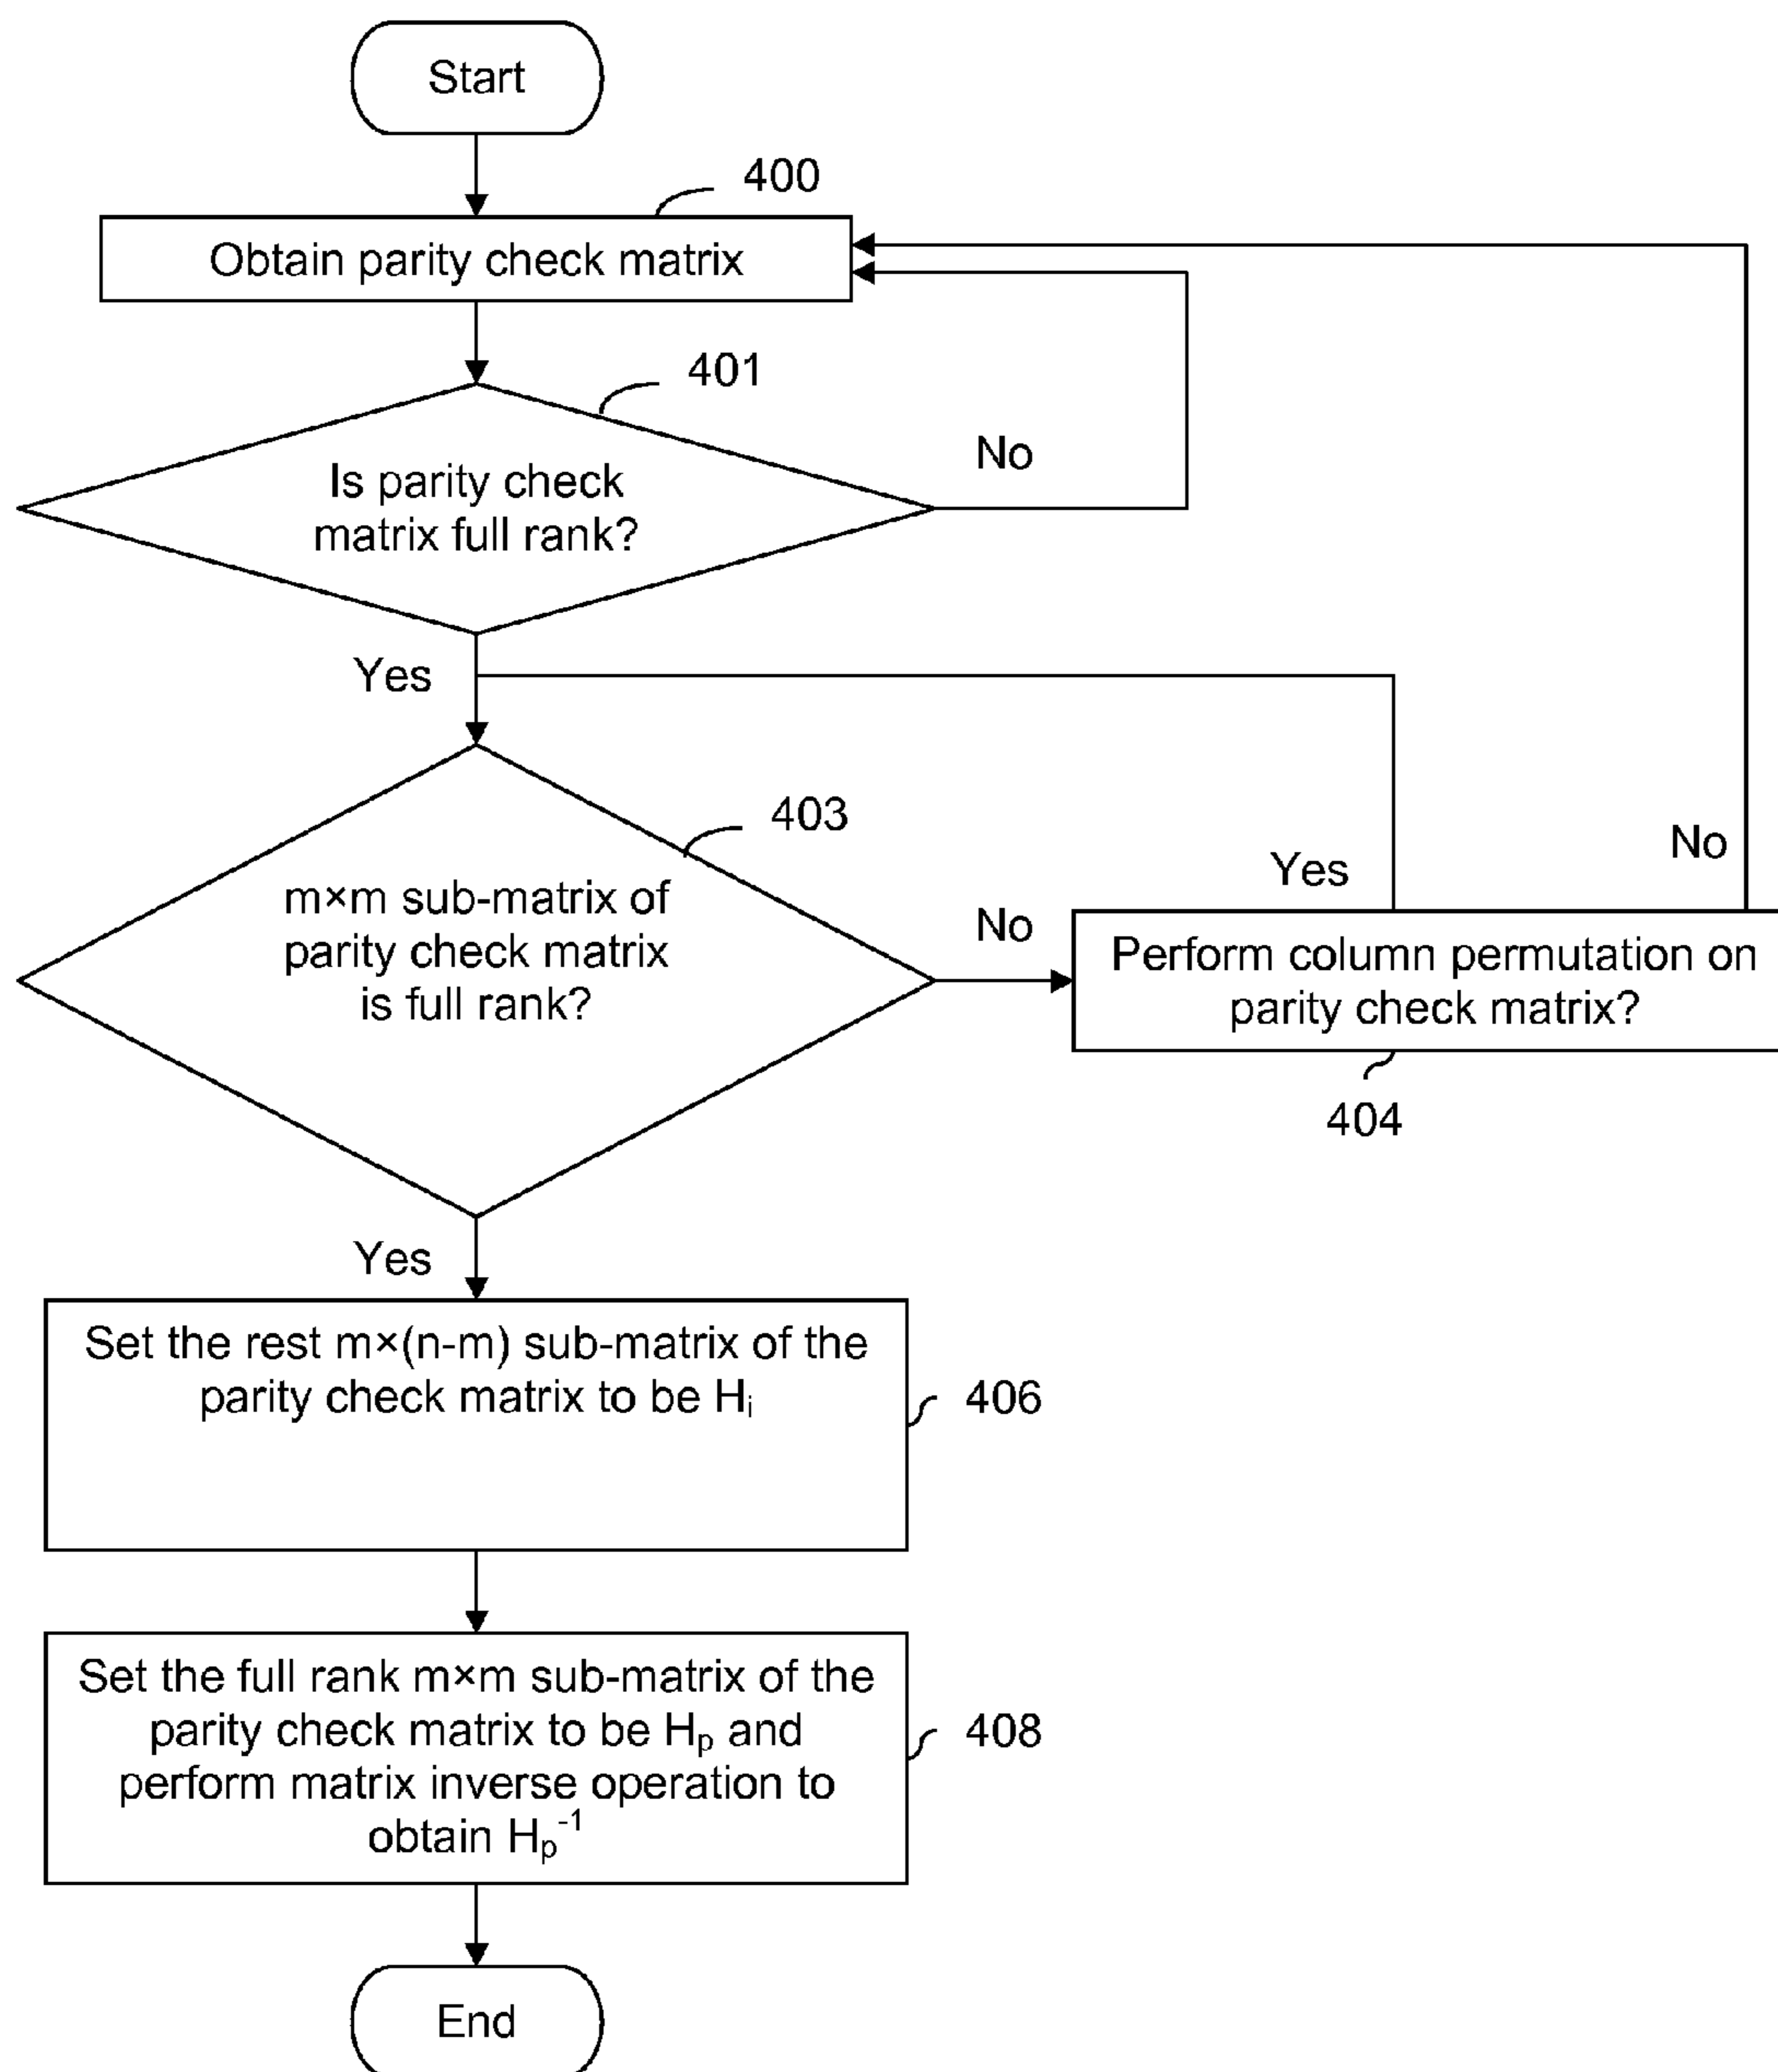 Start
400
Obtain parity check matrix
401
Is parity check
matrix full rank?
No
Yes
403
m×m sub-matrix of
parity check matrix
is full rank?
No
Yes
No
Perform column permutation on
parity check matrix?
404
Yes
Set the rest m×(n-m) sub-matrix of the
parity check matrix to be Hᵢ
406
Set the full rank m×m sub-matrix of the
parity check matrix to be Hₚ and
perform matrix inverse operation to
obtain Hₚ⁻¹
408
End